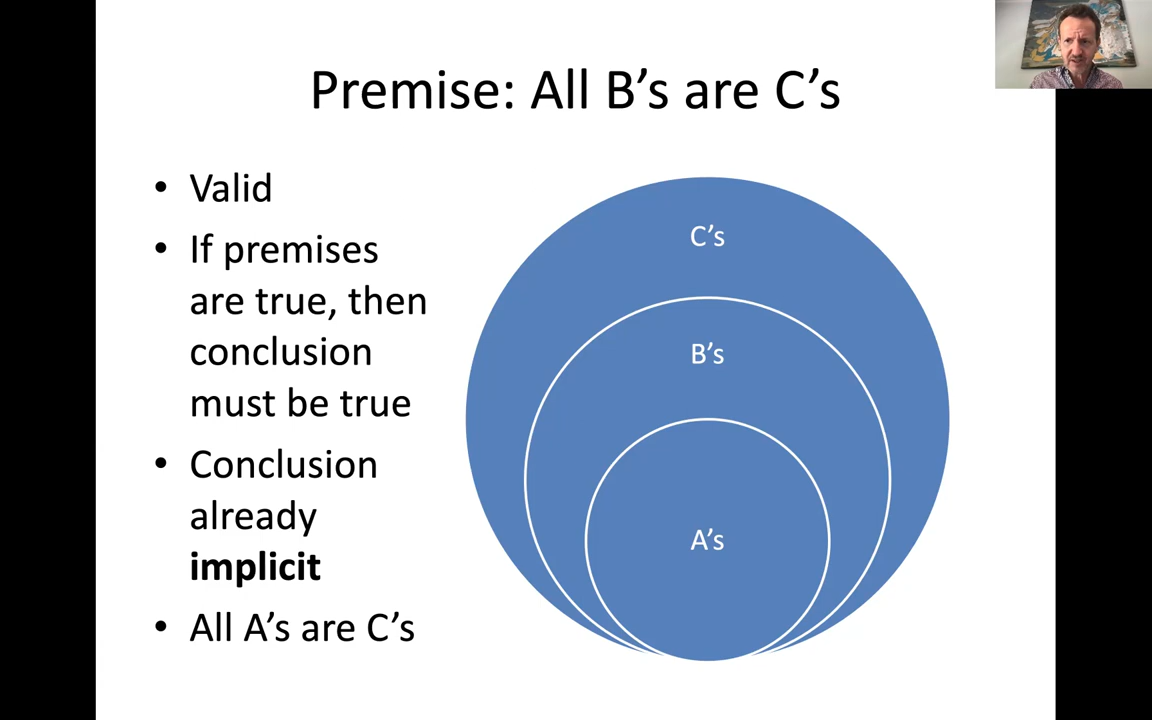 Premise: All B’s are C’s
• Valid
• If premises
are true, then
conclusion
must be true
• Conclusion
already
implicit
• All A’s are C’s
C’s
B’s
A’s